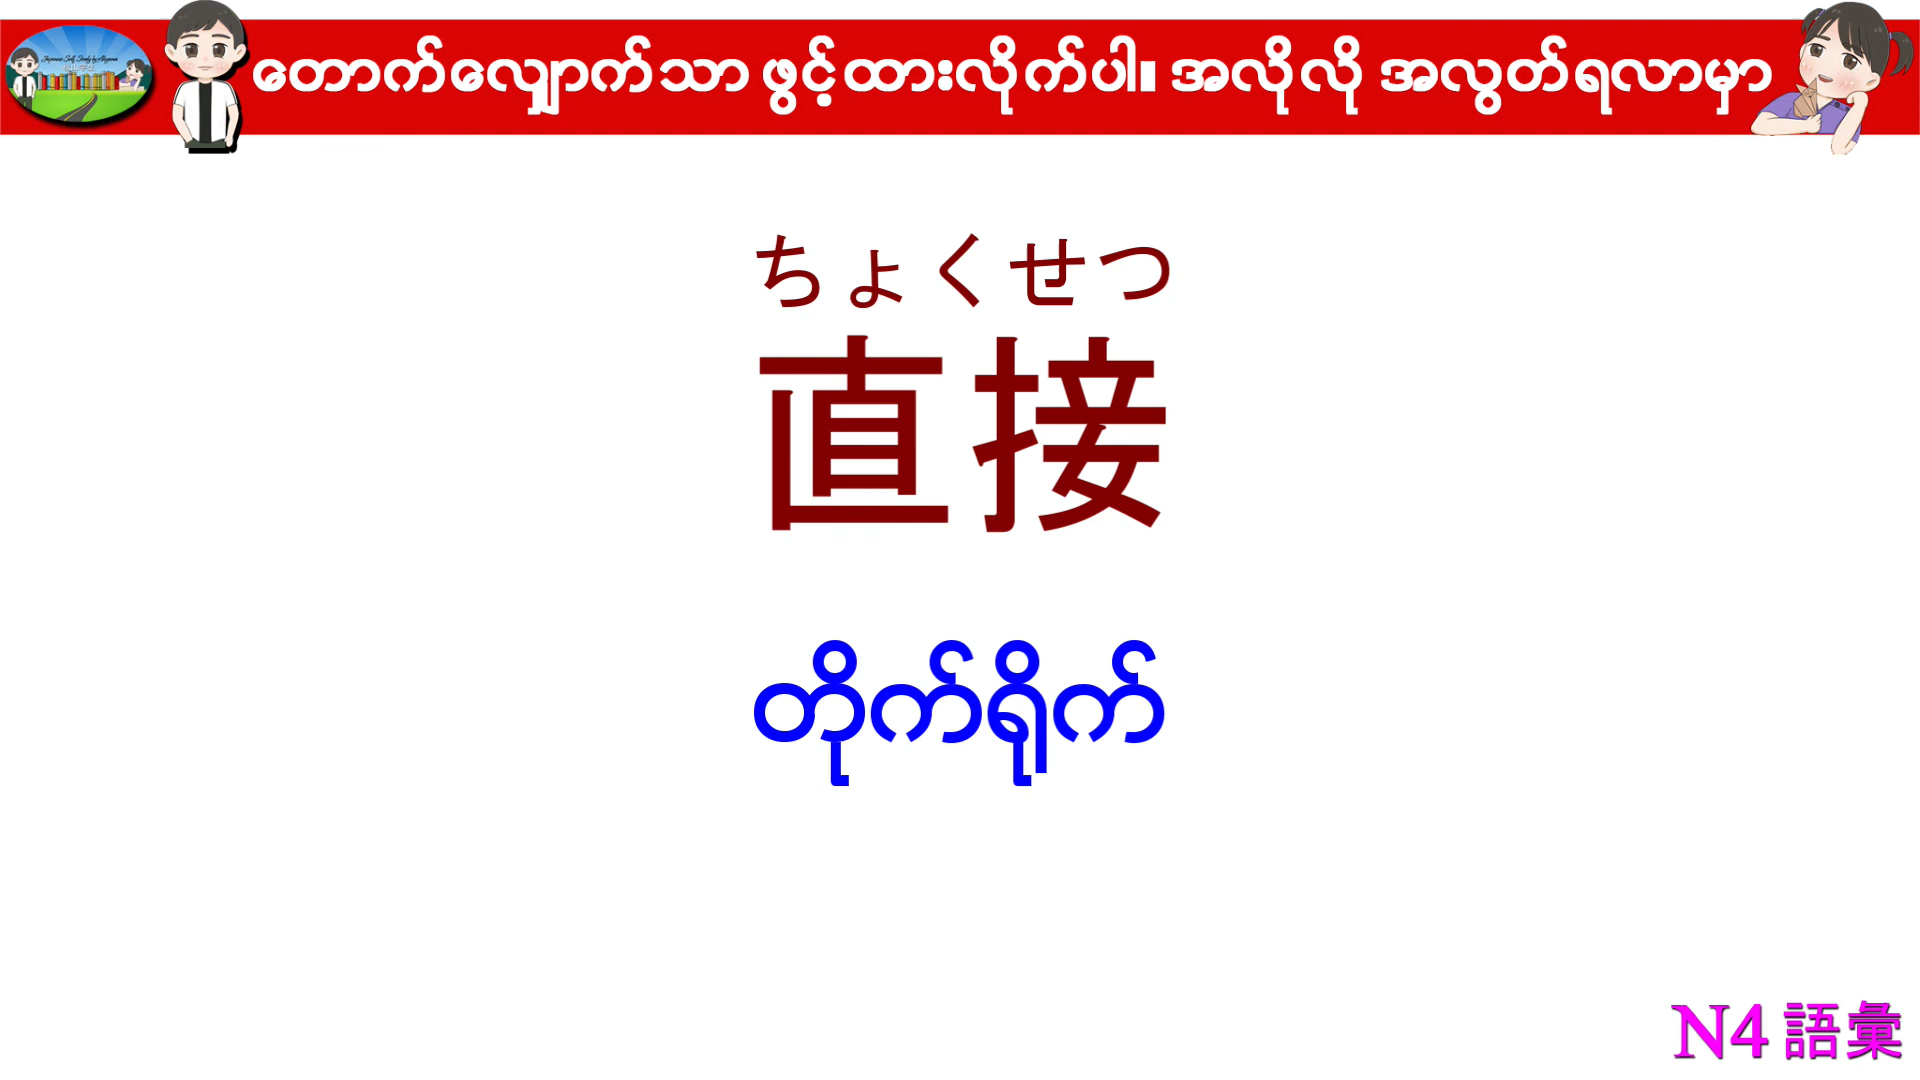 တောက်လျှောက်သာ ဖွင့်ထားလိုက်ပါ။ အလိုလို အလွတ်ရလာမှာ
ちょくせつ
直接
တိုက်ရိုက်
N4 語彙